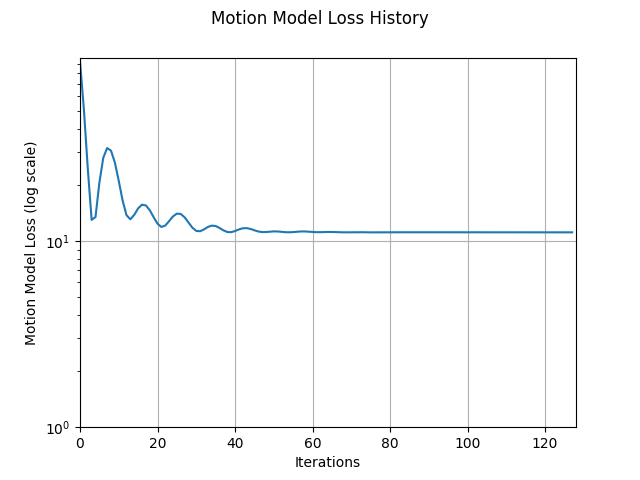 Motion Model Loss History
Motion Model Loss (log scale)
10¹
10⁰
0 20 40 60 80 100 120
Iterations